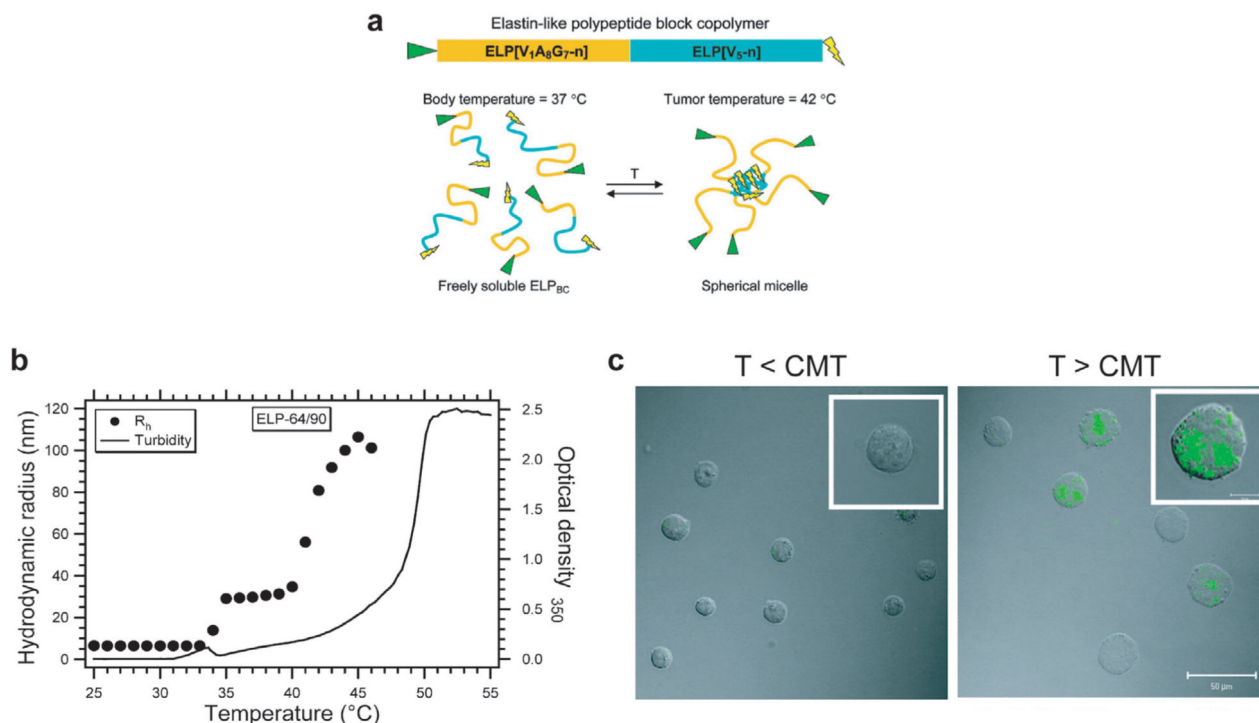 a
Elastin-like polypeptide block copolymer
ELP[V₁A₈G₇-n] ELP[V₅-n]
Body temperature = 37 °C Tumor temperature = 42 °C
T
Freely soluble ELP_BC Spherical micelle
b
ELP-64/90
R_h
Turbidity
Hydrodynamic radius (nm)
120
100
80
60
40
20
0
2.5
2.0
1.5
1.0
0.5
0.0
Optical density 350
25 30 35 40 45 50 55
Temperature (°C)
c
T < CMT T > CMT
50 µm